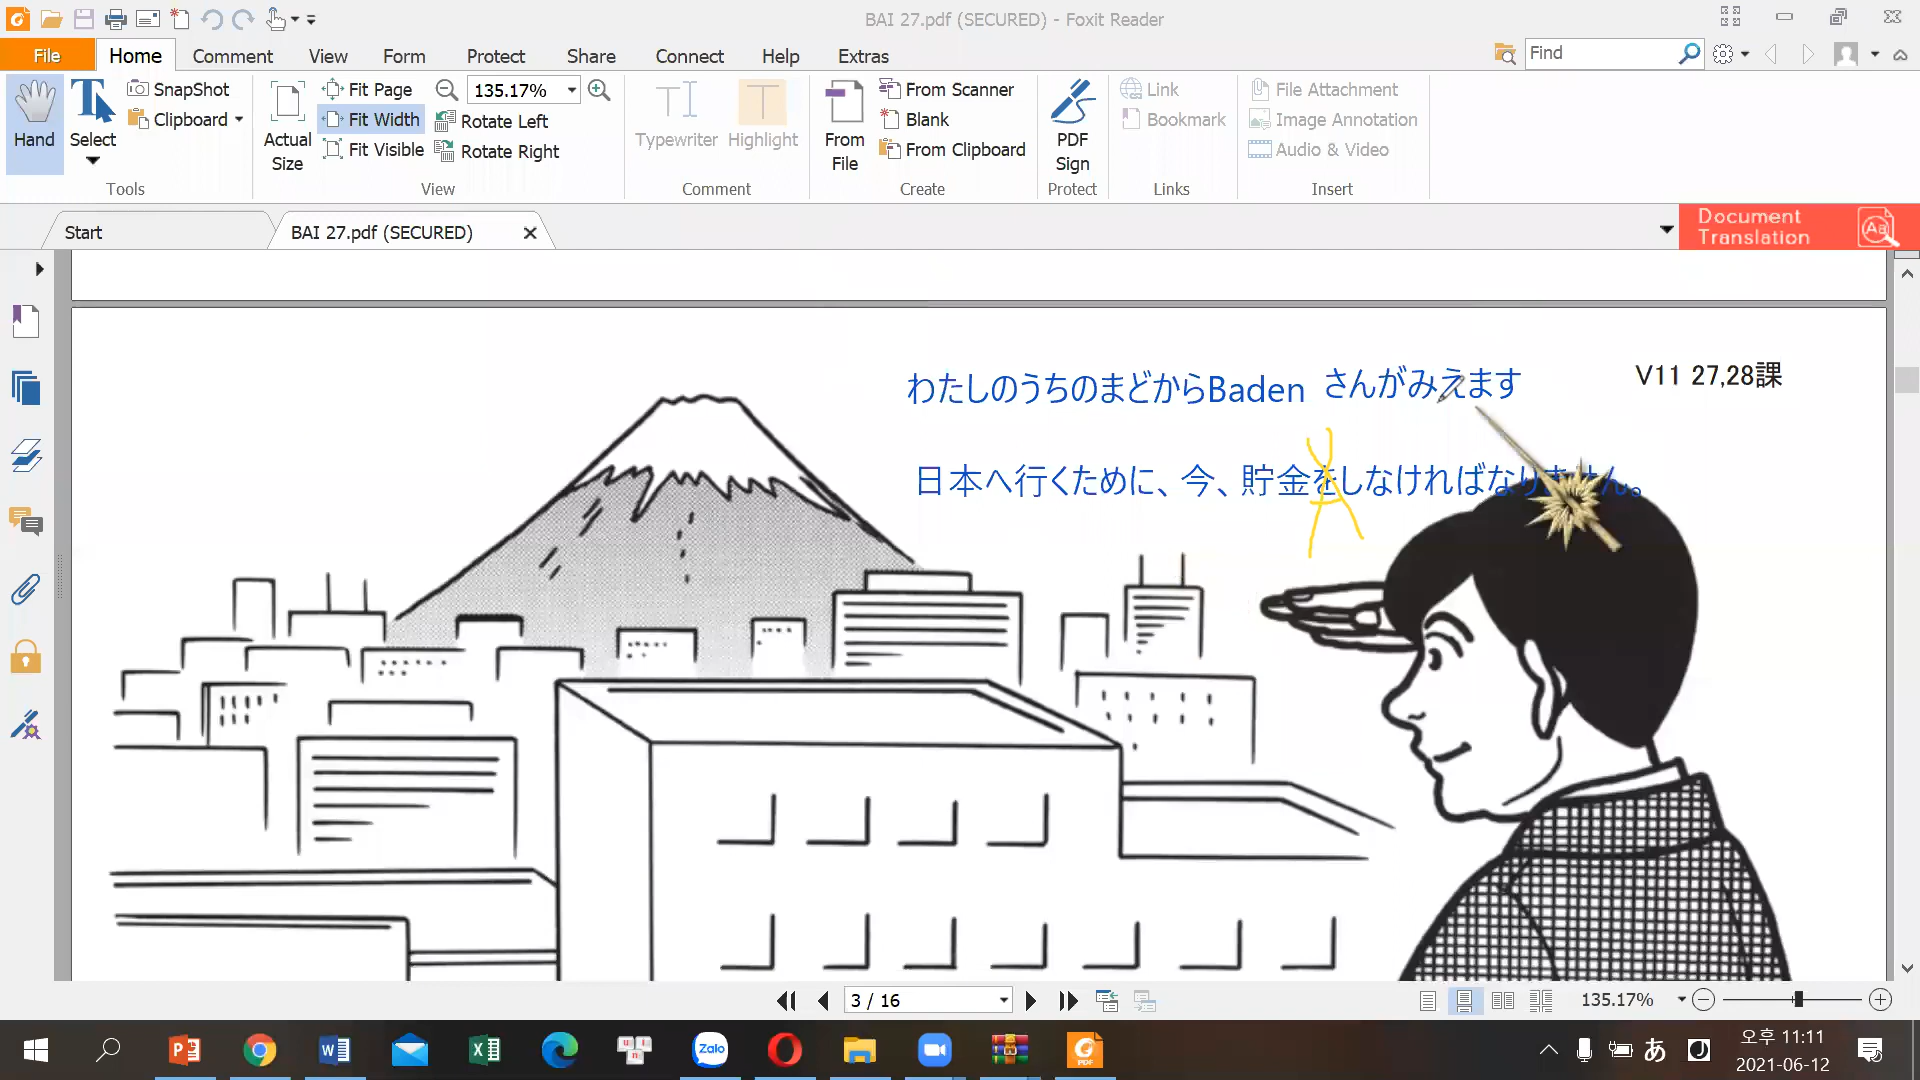 BAI 27.pdf (SECURED) - Foxit Reader
File Home Comment View Form Protect Share Connect Help Extras
Find
Hand
Select
SnapShot
Clipboard
Tools
Actual Size
Fit Page
Fit Width
Fit Visible
135.17%
Rotate Left
Rotate Right
View
Typewriter
Highlight
Comment
From File
From Scanner
Blank
From Clipboard
Create
PDF Sign
Protect
Link
Bookmark
Links
File Attachment
Image Annotation
Audio & Video
Insert
Start
BAI 27.pdf (SECURED)
Document Translation
わたしのうちのまどからBaden さんがみえます
V11 27,28課
日本へ行くために、今、貯金をしなければなりません。
3 / 16
135.17%
Zalo
PDF
あ
오후 11:11
2021-06-12